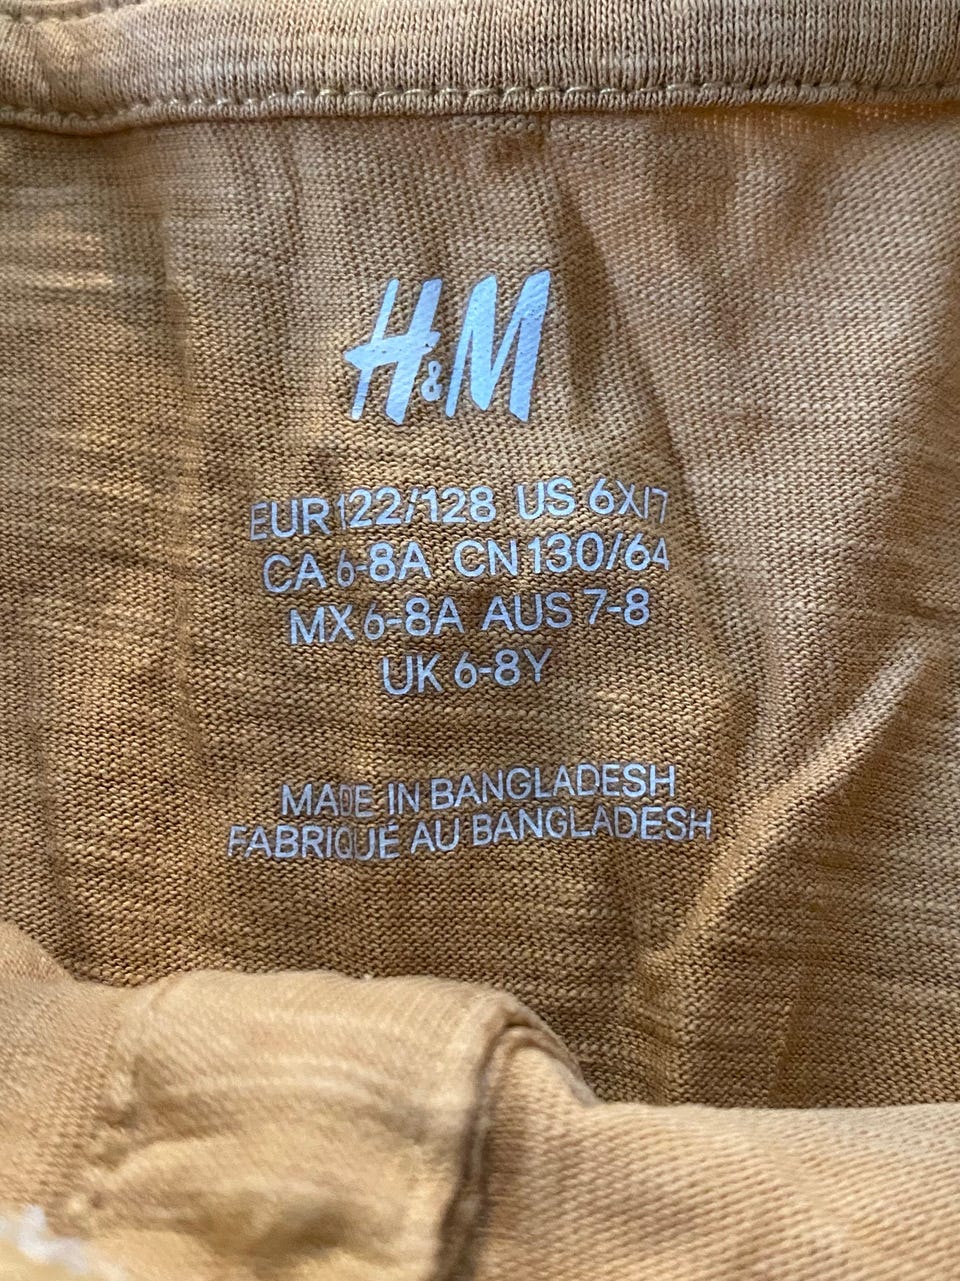 H&M
EUR 122/128 US 6X/7
CA 6-8A CN 130/64
MX 6-8A AUS 7-8
UK 6-8Y
MADE IN BANGLADESH
FABRIQUÉ AU BANGLADESH